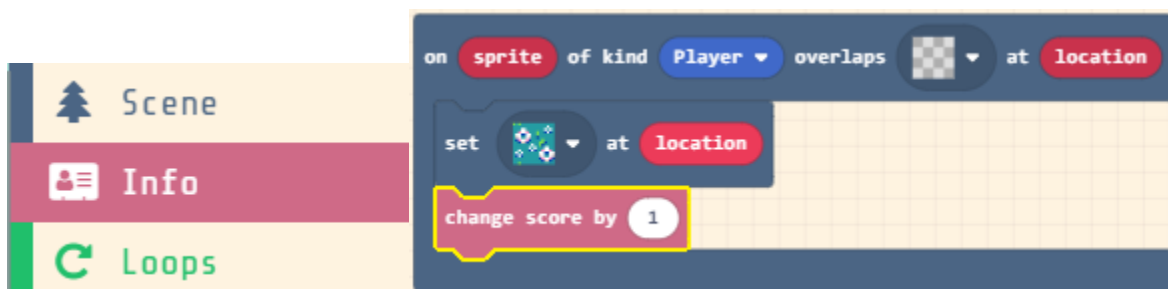 Scene
Info
Loops
on sprite of kind Player overlaps at location
set at location
change score by 1